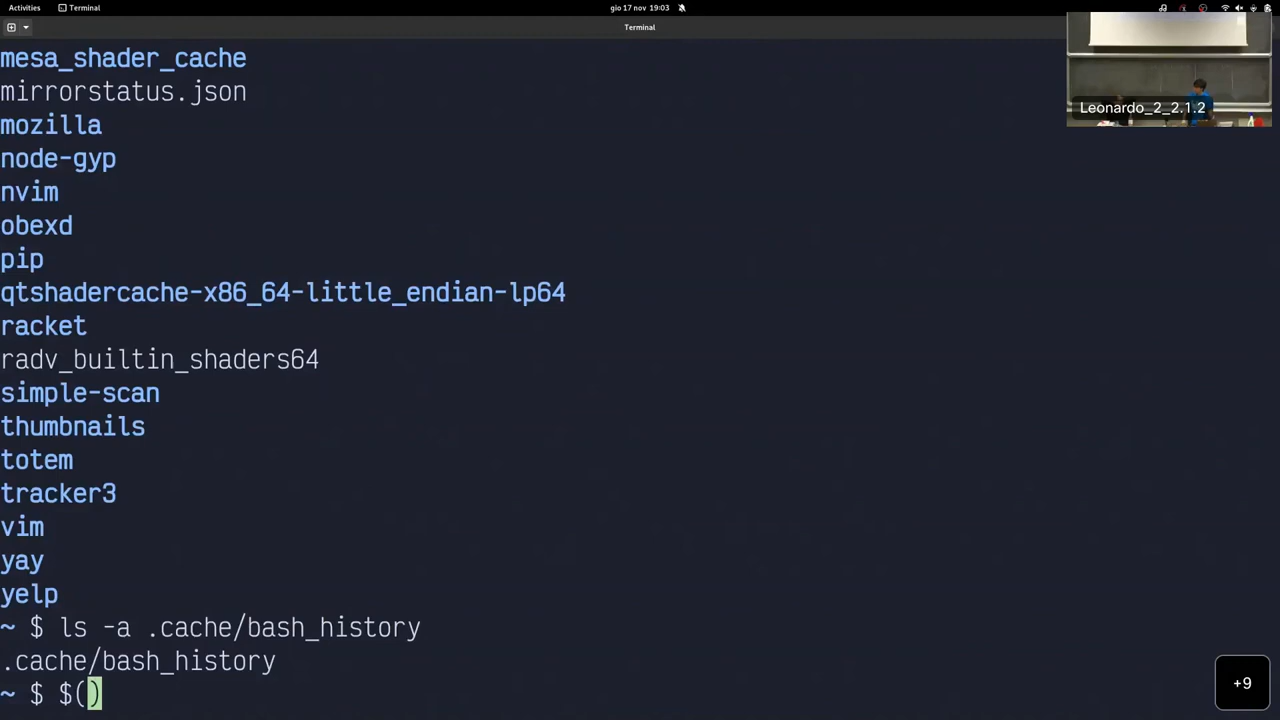 Activities
Terminal
gio 17 nov 19:03
Terminal
mesa_shader_cache
mirrorstatus.json
mozilla
node-gyp
nvim
obexd
pip
qtshadercache-x86_64-little_endian-lp64
racket
radv_builtin_shaders64
simple-scan
thumbnails
totem
tracker3
vim
yay
yelp
~ $ ls -a .cache/bash_history
.cache/bash_history
~ $ $()
Leonardo_2_2.1.2
+9